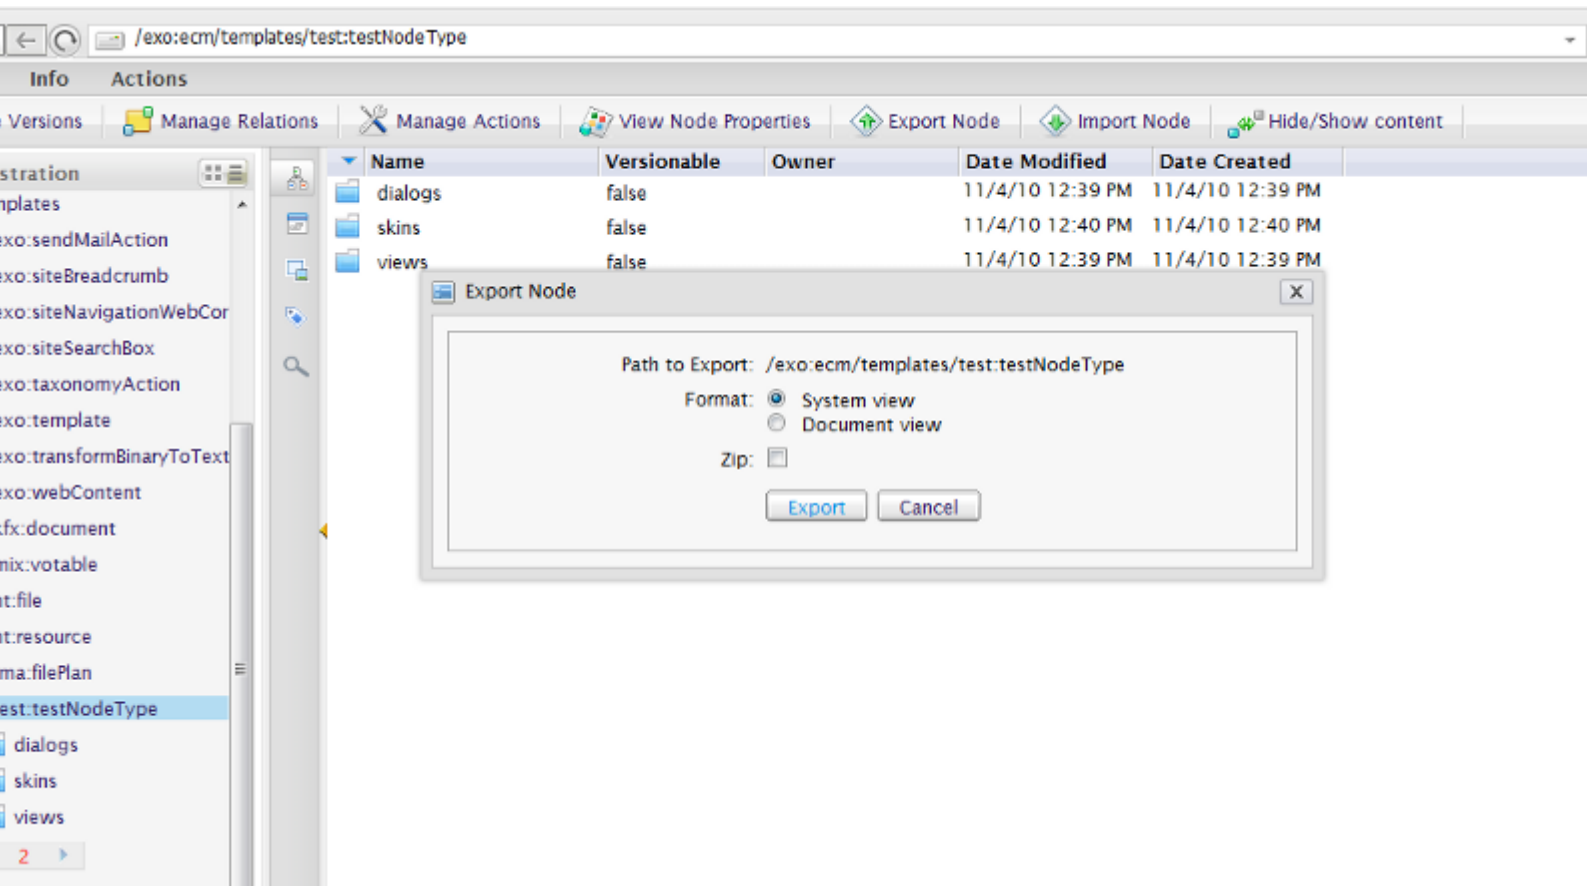 /exo:ecm/templates/test:testNodeType
Info Actions
Versions Manage Relations Manage Actions View Node Properties Export Node Import Node Hide/Show content
stration
mplates
exo:sendMailAction
exo:siteBreadcrumb
exo:siteNavigationWebCor
exo:siteSearchBox
exo:taxonomyAction
exo:template
exo:transformBinaryToText
exo:webContent
kfx:document
mix:votable
nt:file
nt:resource
rma:filePlan
test:testNodeType
dialogs
skins
views
2
Name Versionable Owner Date Modified Date Created
dialogs false 11/4/10 12:39 PM 11/4/10 12:39 PM
skins false 11/4/10 12:40 PM 11/4/10 12:40 PM
views false 11/4/10 12:39 PM 11/4/10 12:39 PM
Export Node X
Path to Export: /exo:ecm/templates/test:testNodeType
Format: System view
Document view
Zip:
Export Cancel